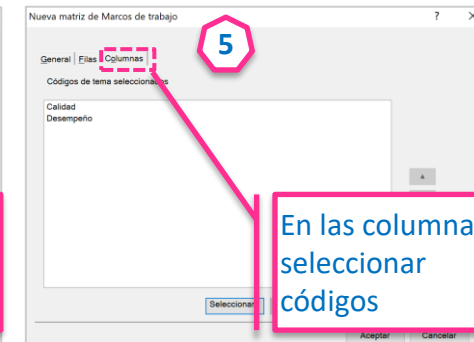 Nueva matriz de Marcos de trabajo ? ×
5
General Filas Columnas
Códigos de tema seleccionados
Calidad
Desempeño
En las columna
seleccionar
códigos
Seleccionar
Aceptar Cancelar